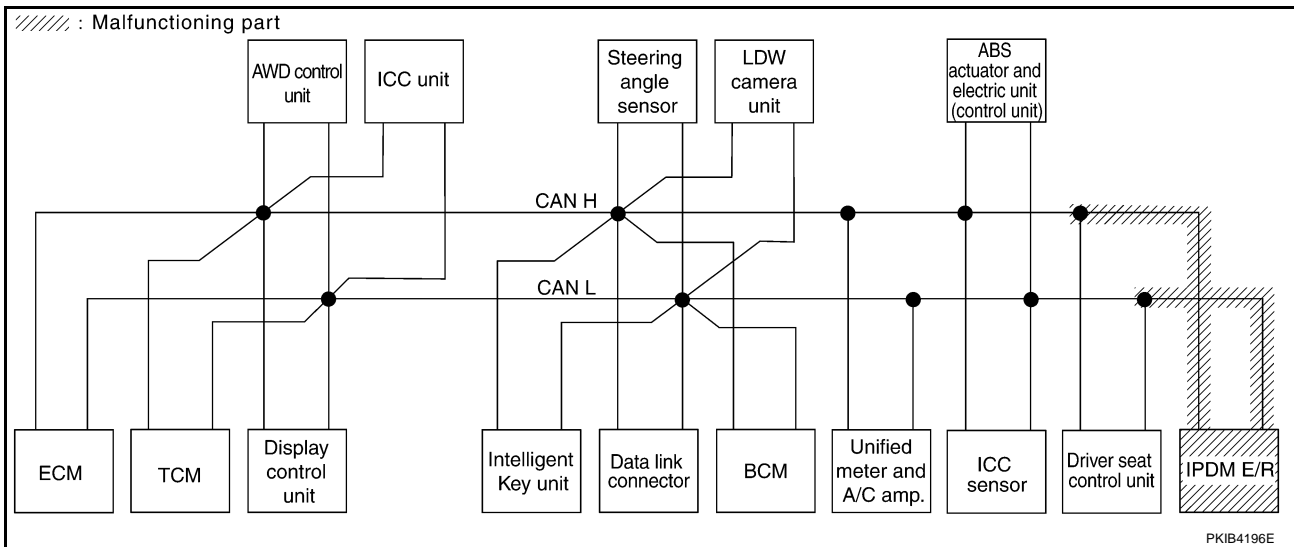 : Malfunctioning part
AWD control
unit
ICC unit
Steering
angle
sensor
LDW
camera
unit
ABS
actuator and
electric unit
(control unit)
CAN H
CAN L
ECM
TCM
Display
control
unit
Intelligent
Key unit
Data link
connector
BCM
Unified
meter and
A/C amp.
ICC
sensor
Driver seat
control unit
IPDM E/R
PKIB4196E